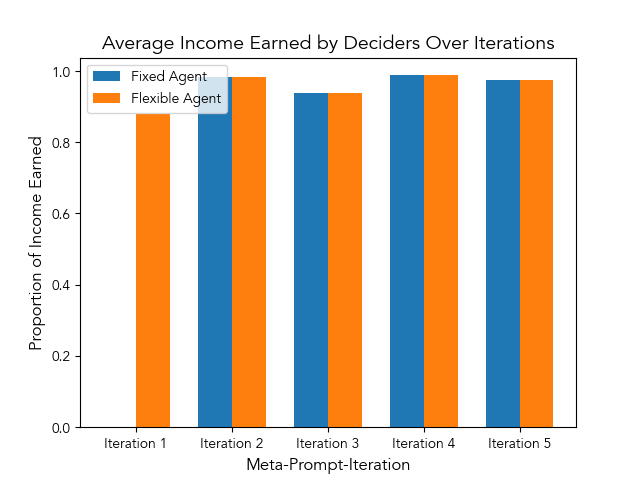 Average Income Earned by Deciders Over Iterations
Fixed Agent
Flexible Agent
Proportion of Income Earned
1.0
0.8
0.6
0.4
0.2
0.0
Iteration 1
Iteration 2
Iteration 3
Iteration 4
Iteration 5
Meta-Prompt-Iteration